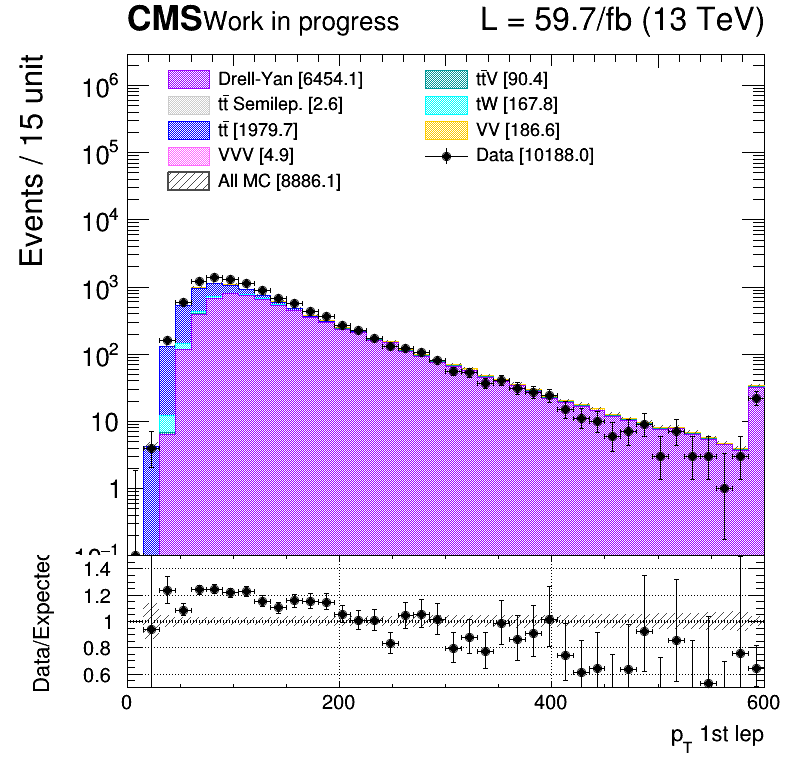 CMS Work in progress L = 59.7/fb (13 TeV)
Events / 15 unit
Drell-Yan [6454.1] tt̄V [90.4]
tt̄ Semilep. [2.6] tW [167.8]
tt̄ [1979.7] VV [186.6]
VVV [4.9] Data [10188.0]
All MC [8886.1]
10⁶
10⁵
10⁴
10³
10²
10
1
10⁻¹
Data/Expected
1.4
1.2
1
0.8
0.6
0 200 400 600
p_T 1st lep